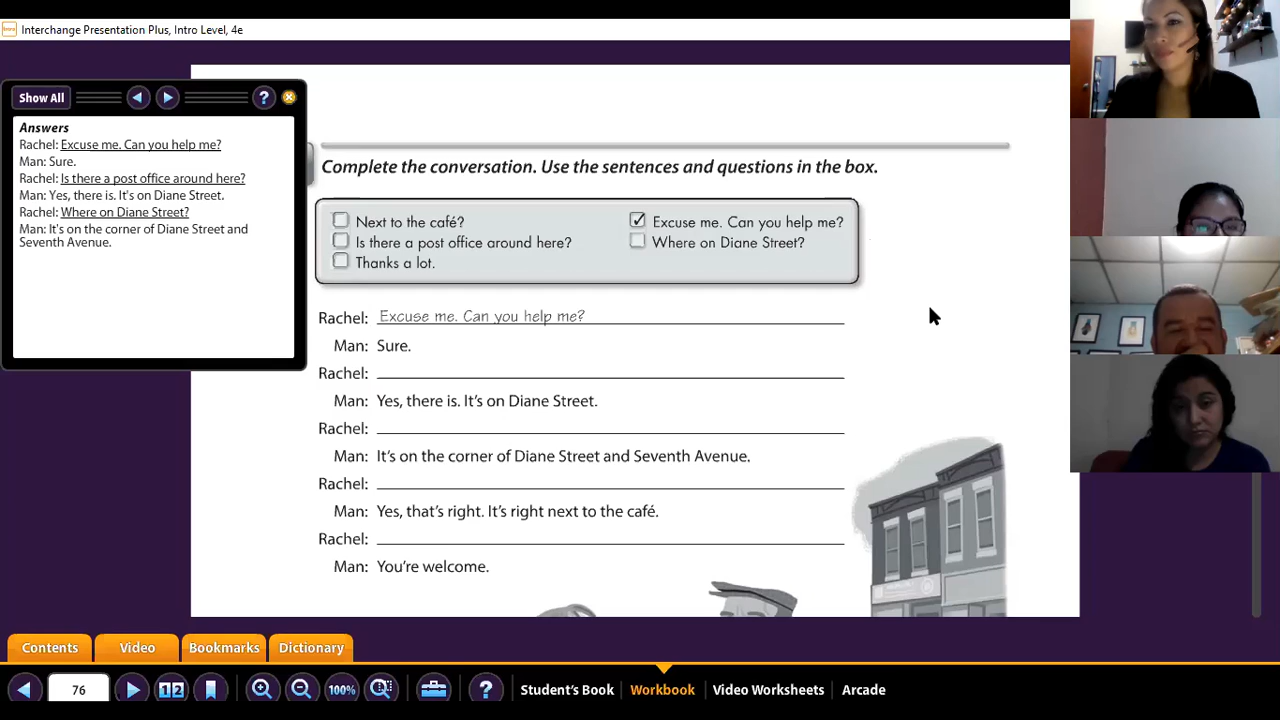 Interchange Presentation Plus, Intro Level, 4e
Show All
?
Answers
Rachel: Excuse me. Can you help me?
Man: Sure.
Rachel: Is there a post office around here?
Man: Yes, there is. It's on Diane Street.
Rachel: Where on Diane Street?
Man: It's on the corner of Diane Street and
Seventh Avenue.
Complete the conversation. Use the sentences and questions in the box.
Next to the café?
Excuse me. Can you help me?
Is there a post office around here?
Where on Diane Street?
Thanks a lot.
Rachel: Excuse me. Can you help me?
Man: Sure.
Rachel:
Man: Yes, there is. It's on Diane Street.
Rachel:
Man: It's on the corner of Diane Street and Seventh Avenue.
Rachel:
Man: Yes, that's right. It's right next to the café.
Rachel:
Man: You're welcome.
Contents Video Bookmarks Dictionary
76 12 100% ? Student's Book Workbook Video Worksheets Arcade